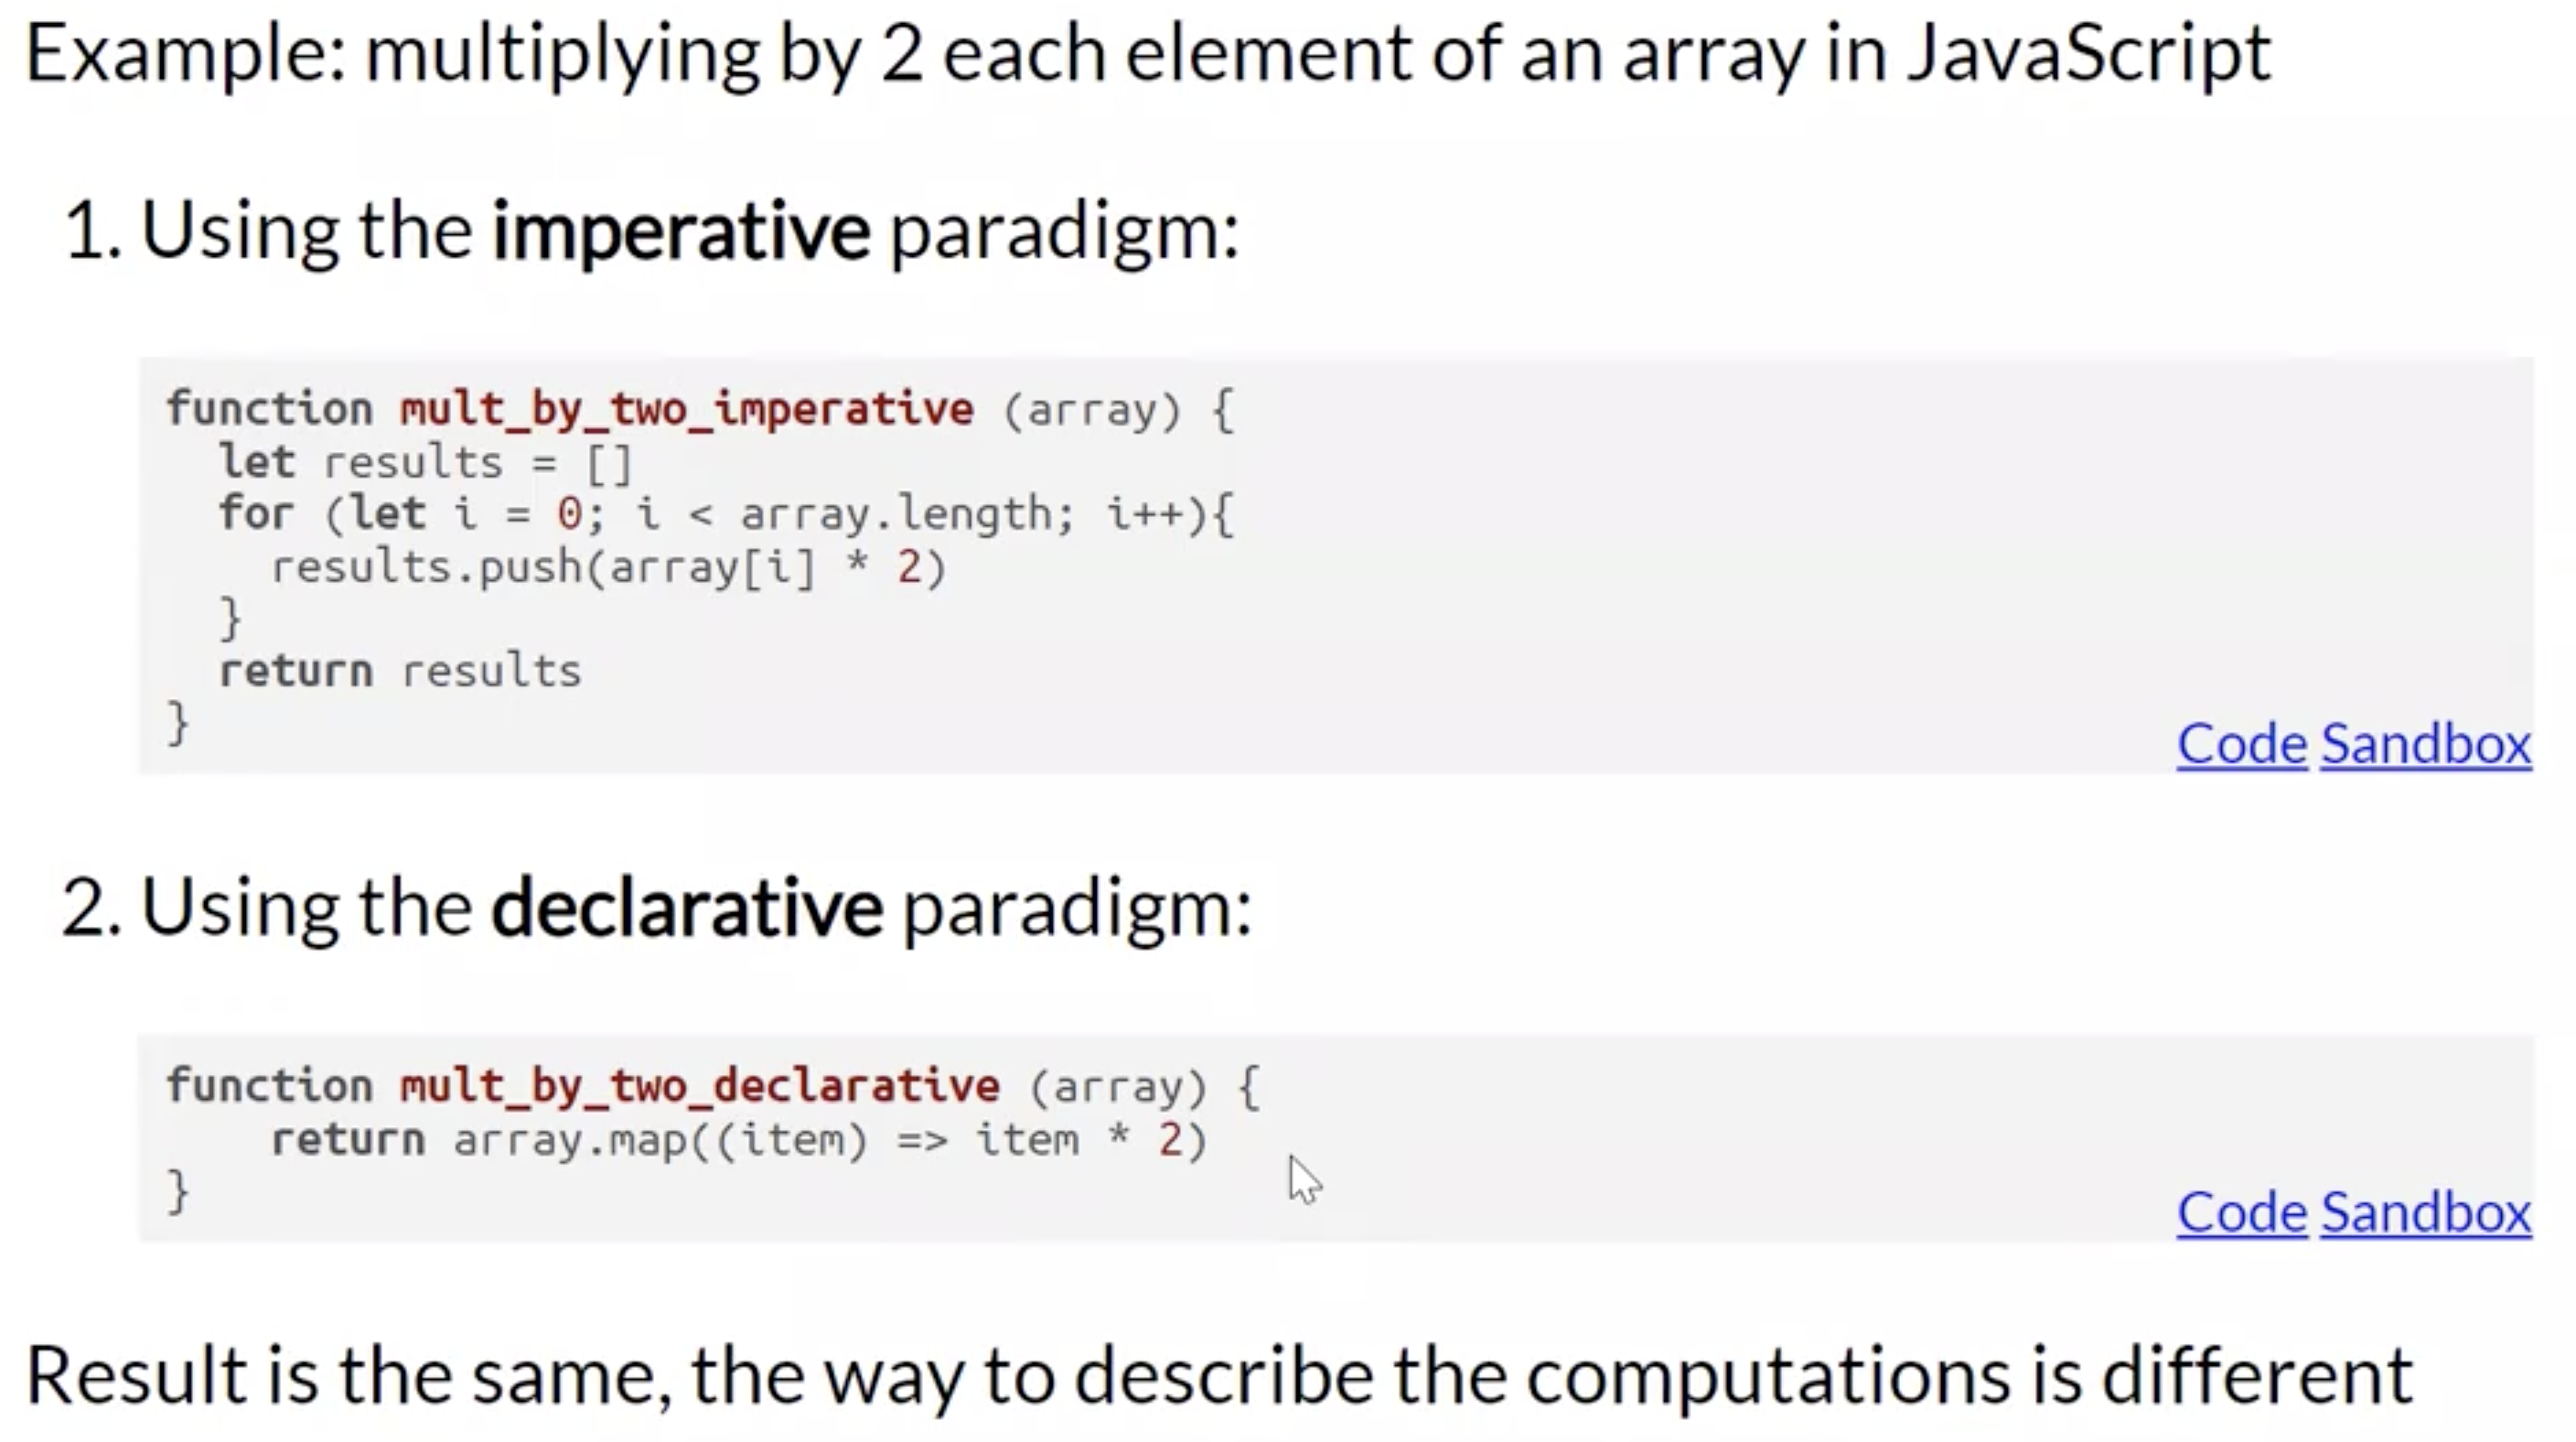 Example: multiplying by 2 each element of an array in JavaScript
1. Using the imperative paradigm:
function mult_by_two_imperative (array) {
  let results = []
  for (let i = 0; i < array.length; i++){
    results.push(array[i] * 2)
  }
  return results
}
Code Sandbox
2. Using the declarative paradigm:
function mult_by_two_declarative (array) {
    return array.map((item) => item * 2)
}
Code Sandbox
Result is the same, the way to describe the computations is different